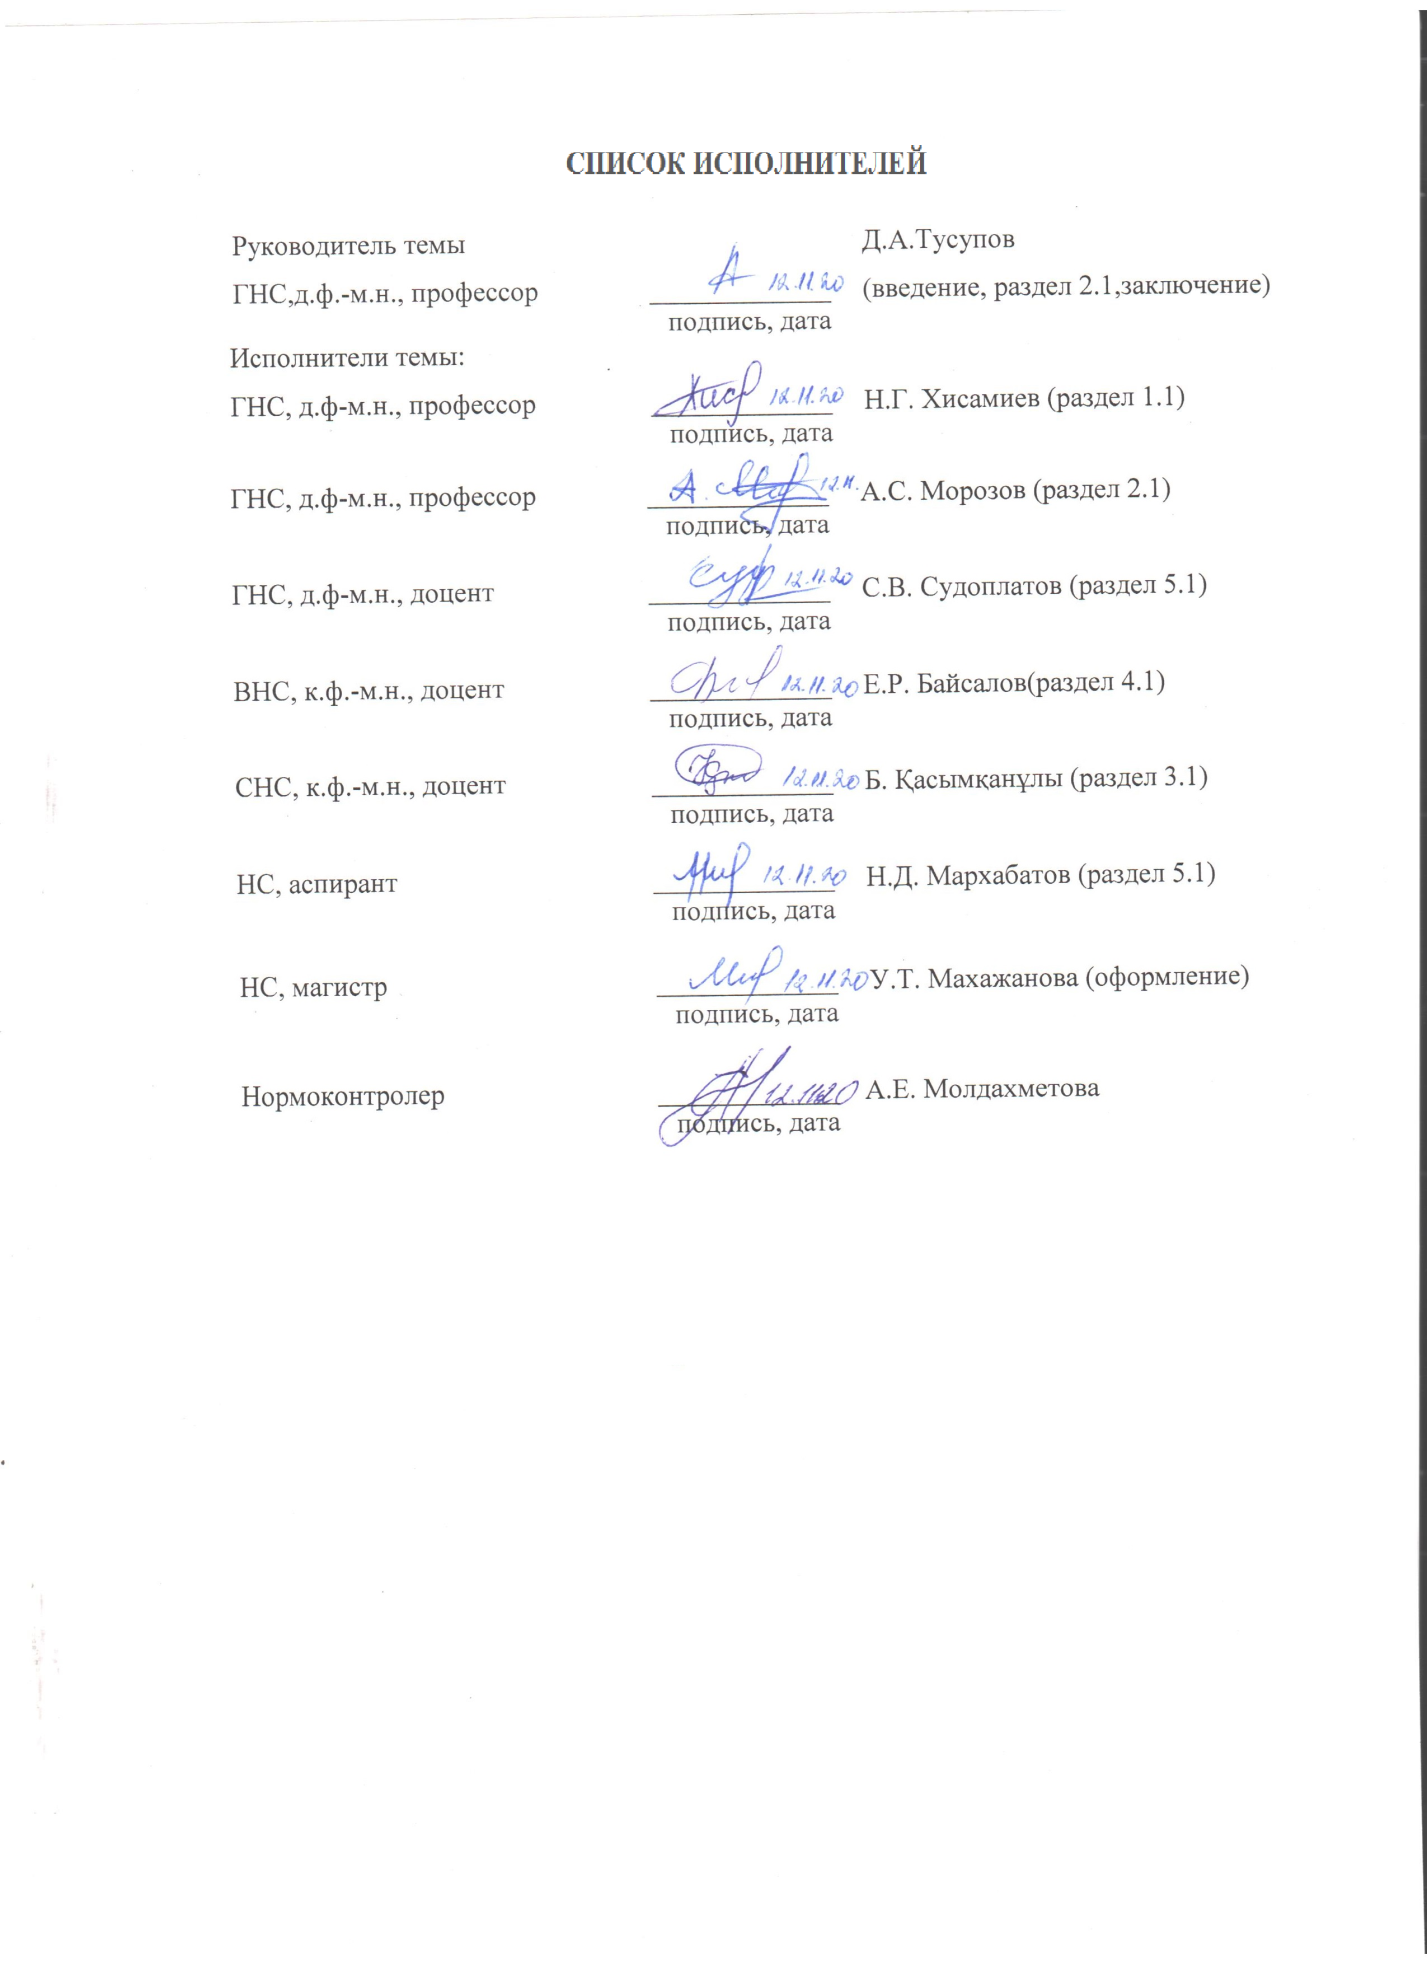 СПИСОК ИСПОЛНИТЕЛЕЙ
Руководитель темы Д.А.Тусупов
ГНС,д.ф.-м.н., профессор 12.11.20 (введение, раздел 2.1,заключение)
подпись, дата
Исполнители темы:
ГНС, д.ф-м.н., профессор 12.11.20 Н.Г. Хисамиев (раздел 1.1)
подпись, дата
ГНС, д.ф-м.н., профессор 12.11. А.С. Морозов (раздел 2.1)
подпись, дата
ГНС, д.ф-м.н., доцент 12.11.20 С.В. Судоплатов (раздел 5.1)
подпись, дата
ВНС, к.ф.-м.н., доцент 12.11.20 Е.Р. Байсалов(раздел 4.1)
подпись, дата
СНС, к.ф.-м.н., доцент 12.11.20 Б. Қасымқанұлы (раздел 3.1)
подпись, дата
НС, аспирант 12.11.20 Н.Д. Мархабатов (раздел 5.1)
подпись, дата
НС, магистр 12.11.20 У.Т. Махажанова (оформление)
подпись, дата
Нормоконтролер 12.11.20 А.Е. Молдахметова
подпись, дата